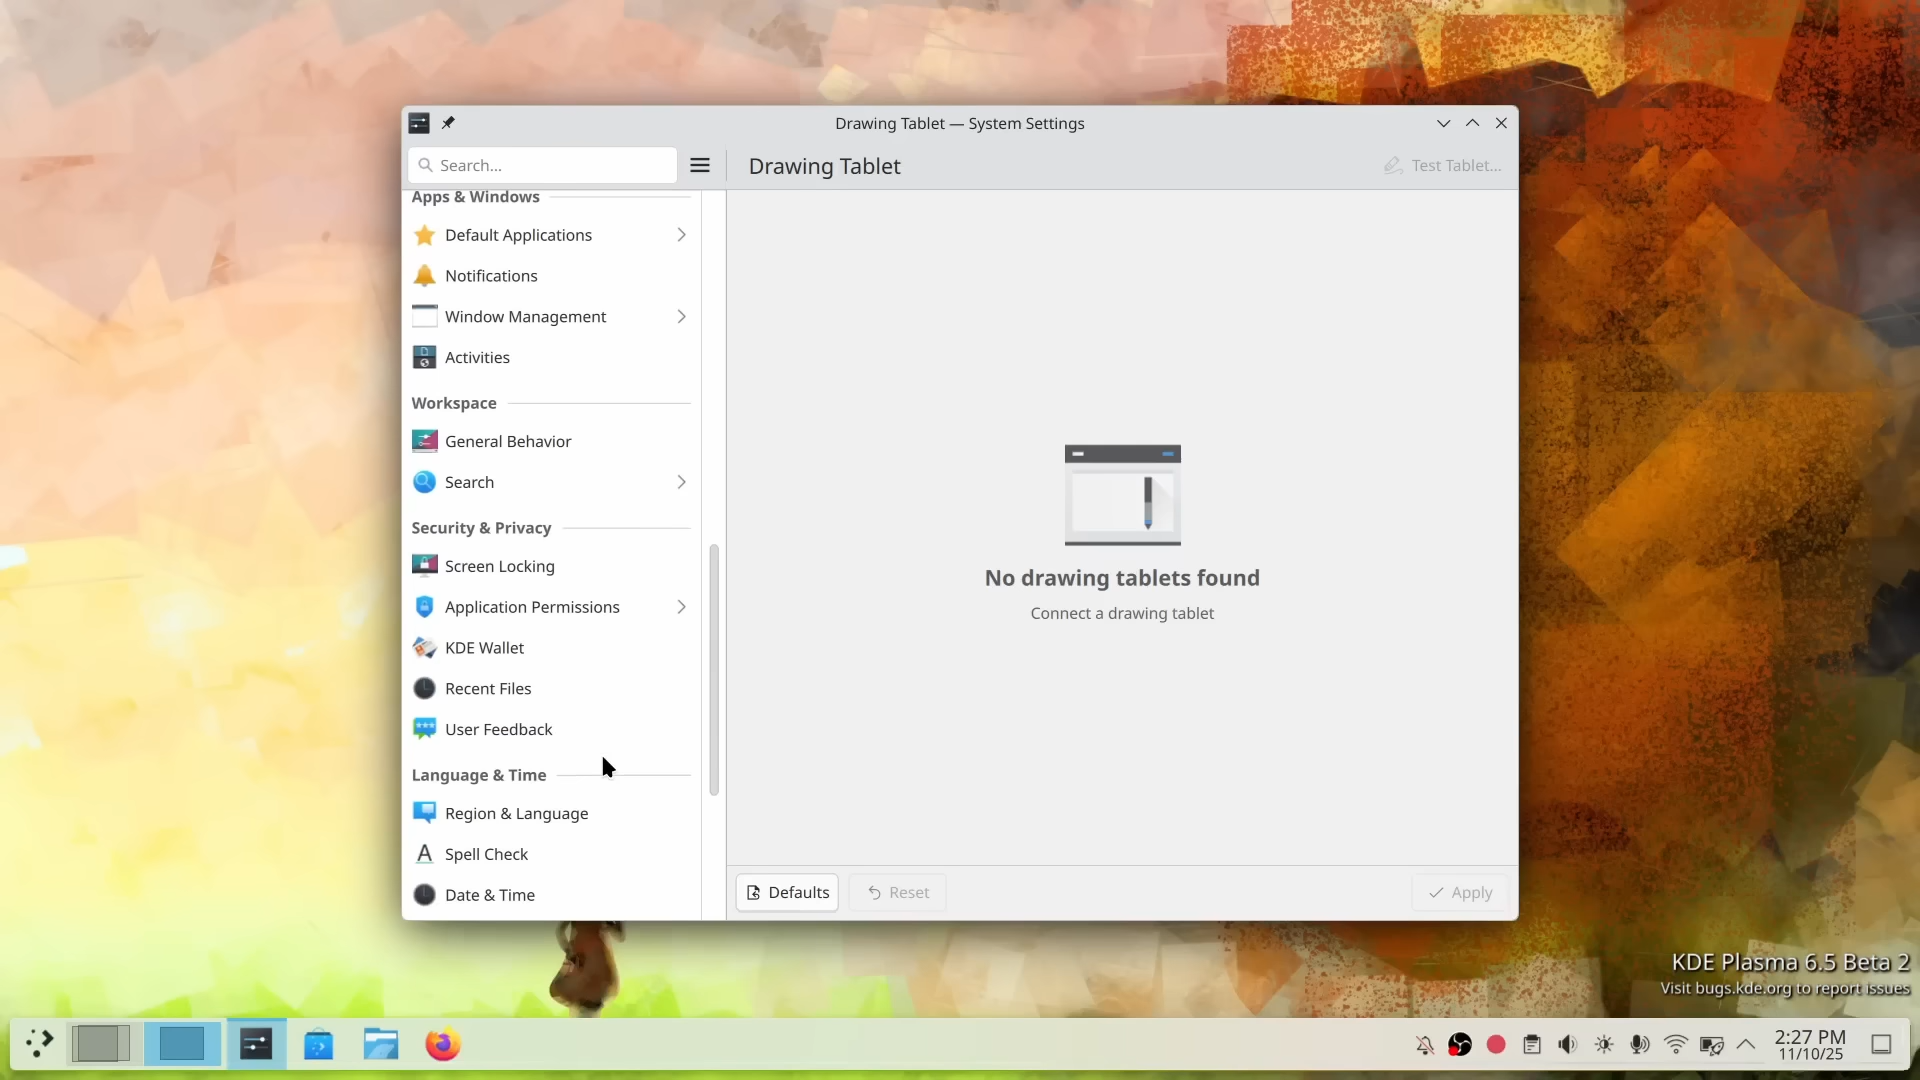 Drawing Tablet — System Settings
Search...
Drawing Tablet
Test Tablet...
Apps & Windows
Default Applications
Notifications
Window Management
Activities
Workspace
General Behavior
Search
Security & Privacy
Screen Locking
Application Permissions
KDE Wallet
Recent Files
User Feedback
Language & Time
Region & Language
Spell Check
Date & Time
No drawing tablets found
Connect a drawing tablet
Defaults
Reset
Apply
KDE Plasma 6.5 Beta 2
Visit bugs.kde.org to report issues
2:27 PM
11/10/25